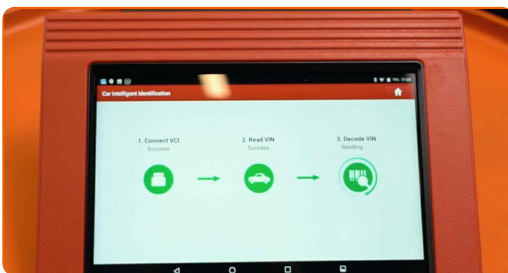 Car intelligent identification
1. Connect VCI
Success
2. Read VIN
Success
3. Decode VIN
Reading.....